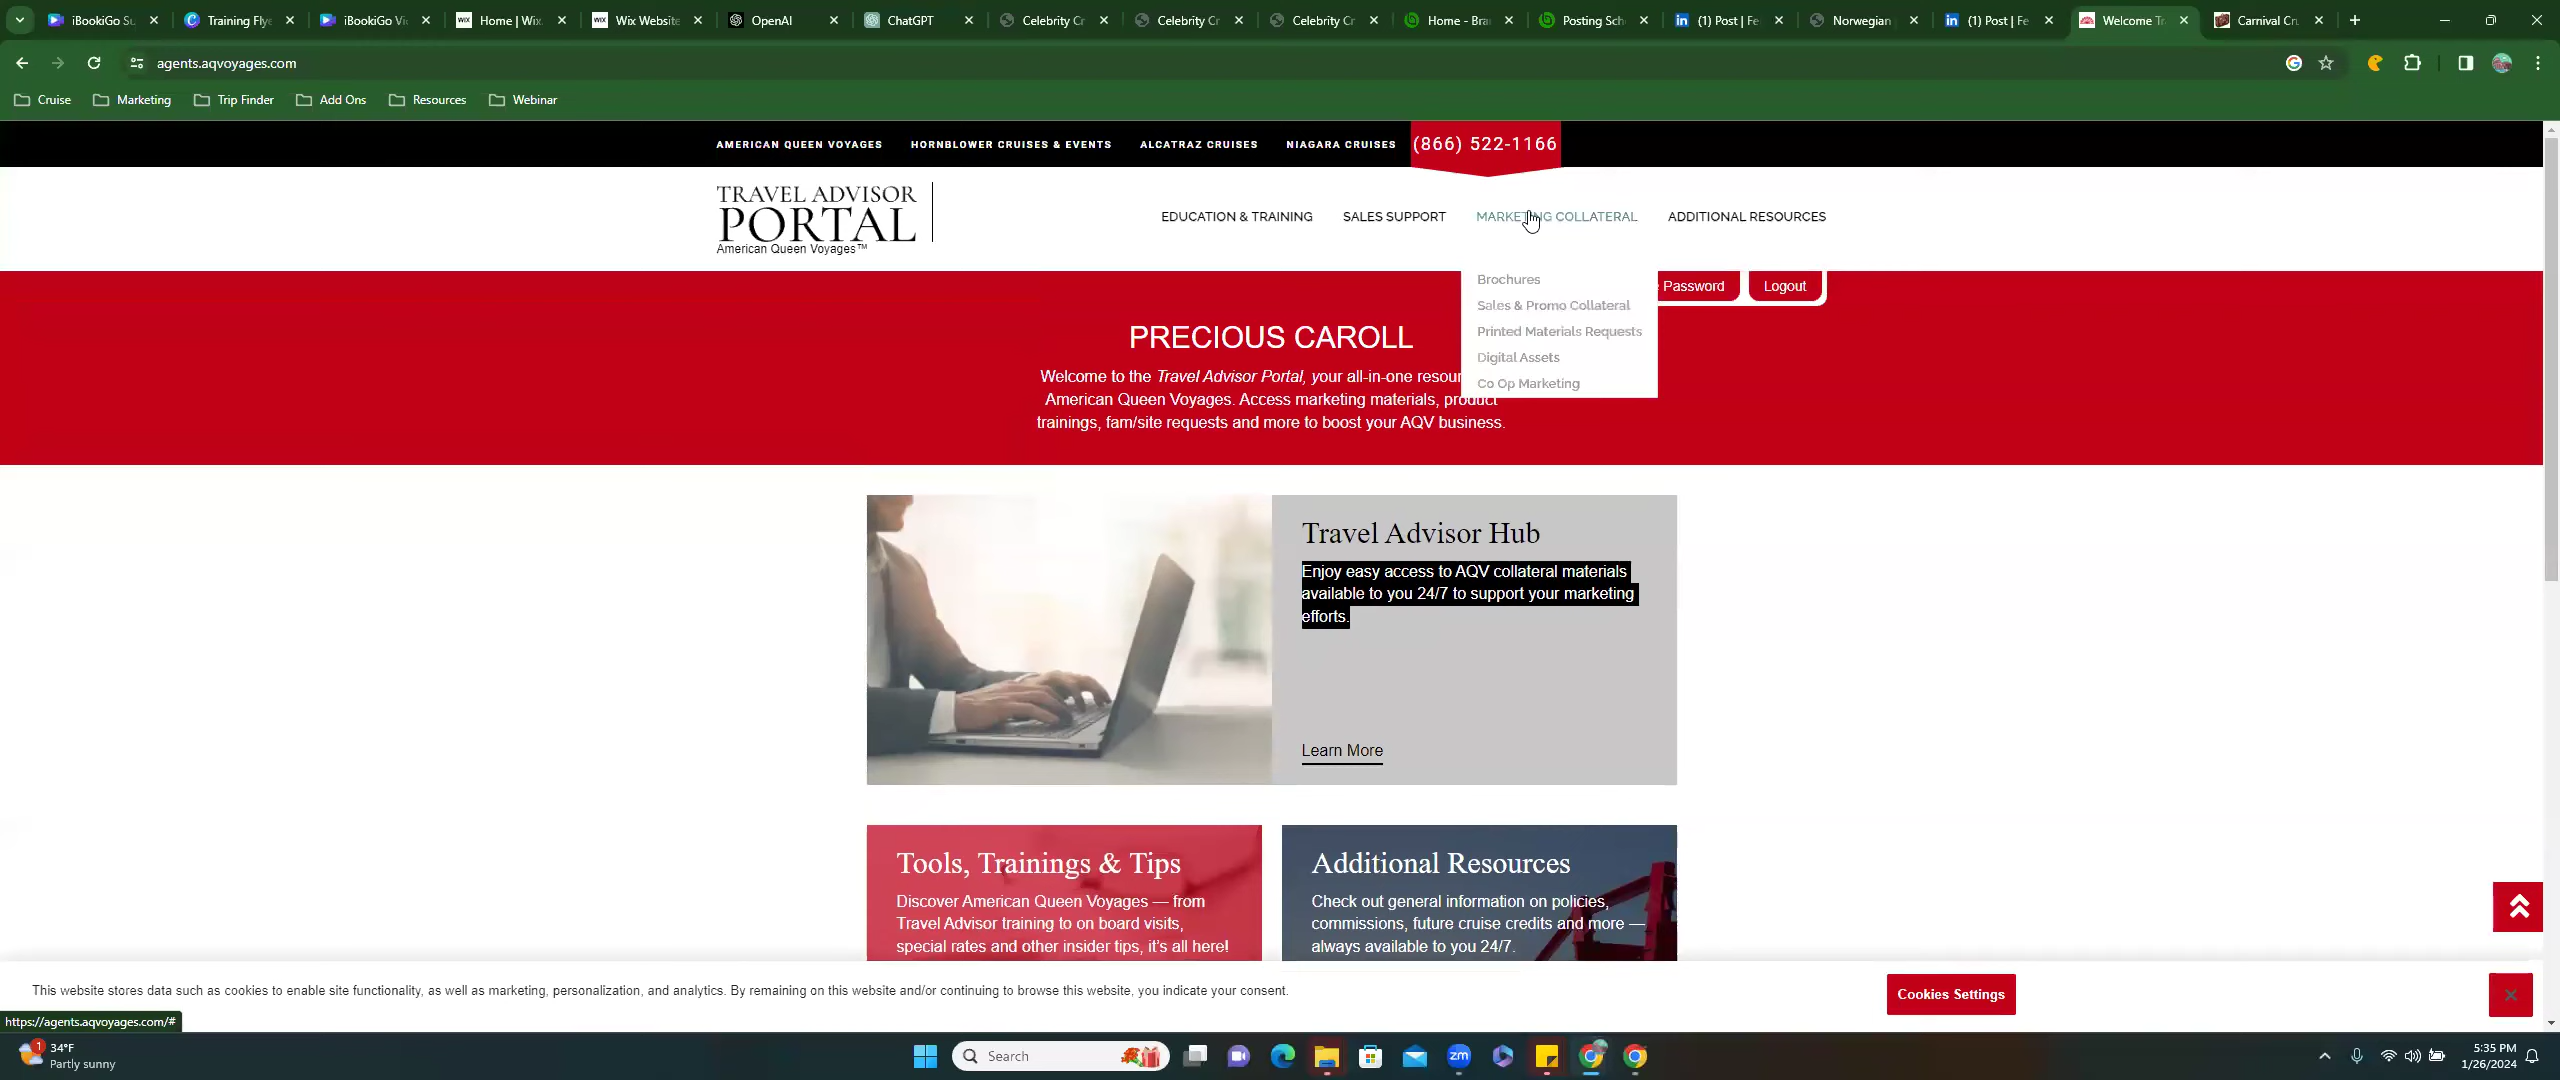 iBookiGo Su
Training Flye
iBookiGo Vi
Home | Wix.
Wix Website
OpenAI
ChatGPT
Celebrity Cr
Celebrity Cr
Celebrity Cr
Home - Bra
Posting Sch
(1) Post | Fe
Norwegian
(1) Post | Fe
Welcome Tr
Carnival Cru
agents.aqvoyages.com
Cruise
Marketing
Trip Finder
Add Ons
Resources
Webinar
AMERICAN QUEEN VOYAGES
HORNBLOWER CRUISES & EVENTS
ALCATRAZ CRUISES
NIAGARA CRUISES
(866) 522-1166
TRAVEL ADVISOR
PORTAL
American Queen Voyages™
EDUCATION & TRAINING
SALES SUPPORT
MARKETING COLLATERAL
ADDITIONAL RESOURCES
Brochures
Sales & Promo Collateral
Printed Materials Requests
Digital Assets
Co Op Marketing
Password
Logout
PRECIOUS CAROLL
Welcome to the Travel Advisor Portal, your all-in-one resour
American Queen Voyages. Access marketing materials, product
trainings, fam/site requests and more to boost your AQV business.
Travel Advisor Hub
Enjoy easy access to AQV collateral materials
available to you 24/7 to support your marketing
efforts.
Learn More
Tools, Trainings & Tips
Discover American Queen Voyages — from
Travel Advisor training to on board visits,
special rates and other insider tips, it's all here!
Additional Resources
Check out general information on policies,
commissions, future cruise credits and more —
always available to you 24/7.
This website stores data such as cookies to enable site functionality, as well as marketing, personalization, and analytics. By remaining on this website and/or continuing to browse this website, you indicate your consent.
Cookies Settings
https://agents.aqvoyages.com/#
1
34°F
Partly sunny
Search
zm
5:35 PM
1/26/2024